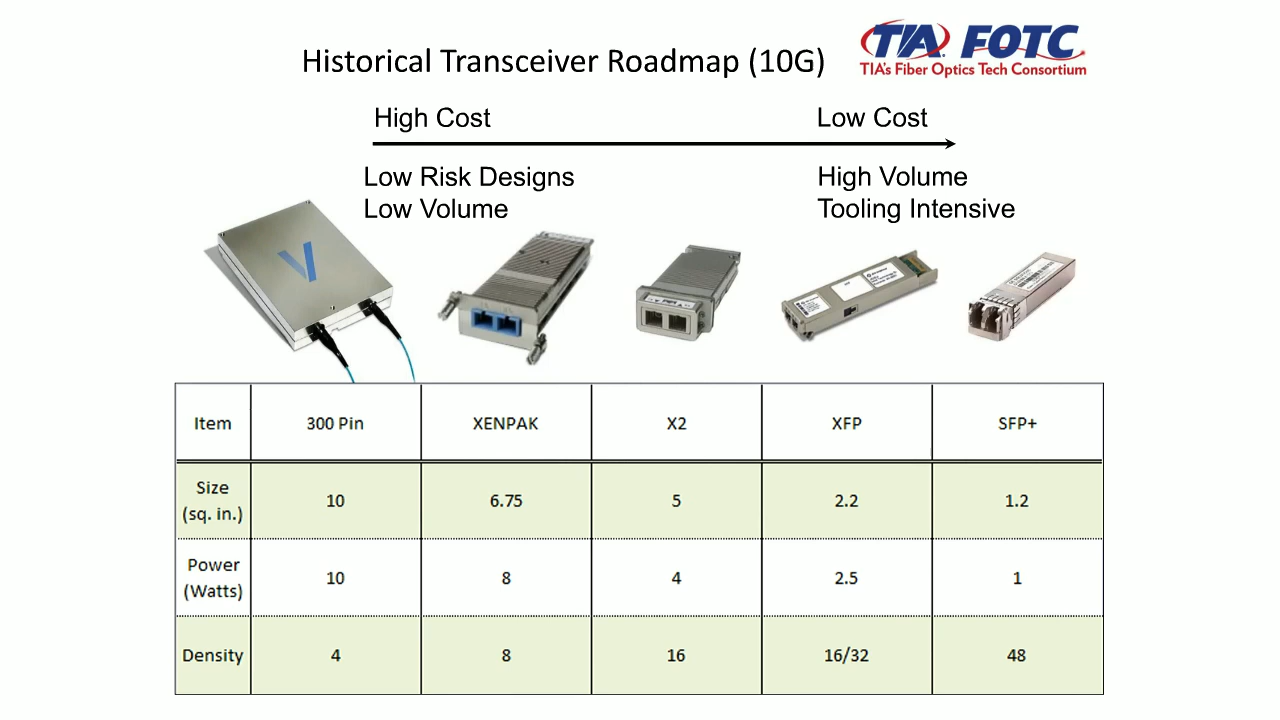 Historical Transceiver Roadmap (10G)
TIA FOTC
TIA's Fiber Optics Tech Consortium
High Cost
Low Cost
Low Risk Designs
Low Volume
High Volume
Tooling Intensive
V
Item 300 Pin XENPAK X2 XFP SFP+
Size
(sq. in.) 10 6.75 5 2.2 1.2
Power
(Watts) 10 8 4 2.5 1
Density 4 8 16 16/32 48